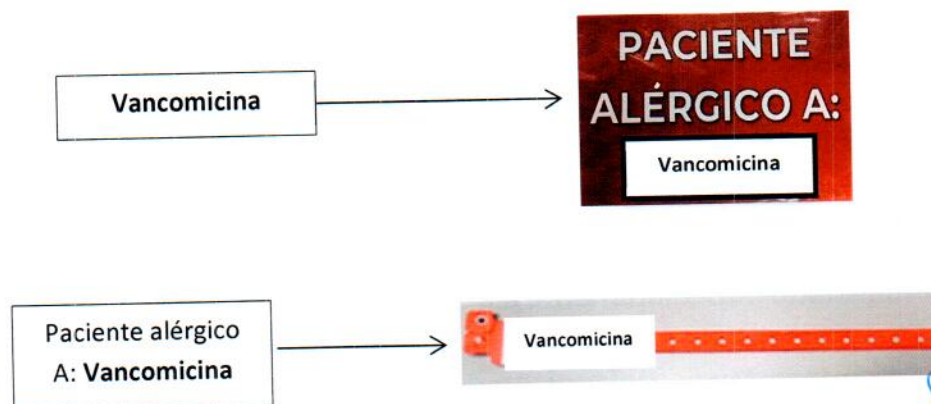 Vancomicina
PACIENTE
ALÉRGICO A:
Vancomicina
Paciente alérgico
A: Vancomicina
Vancomicina